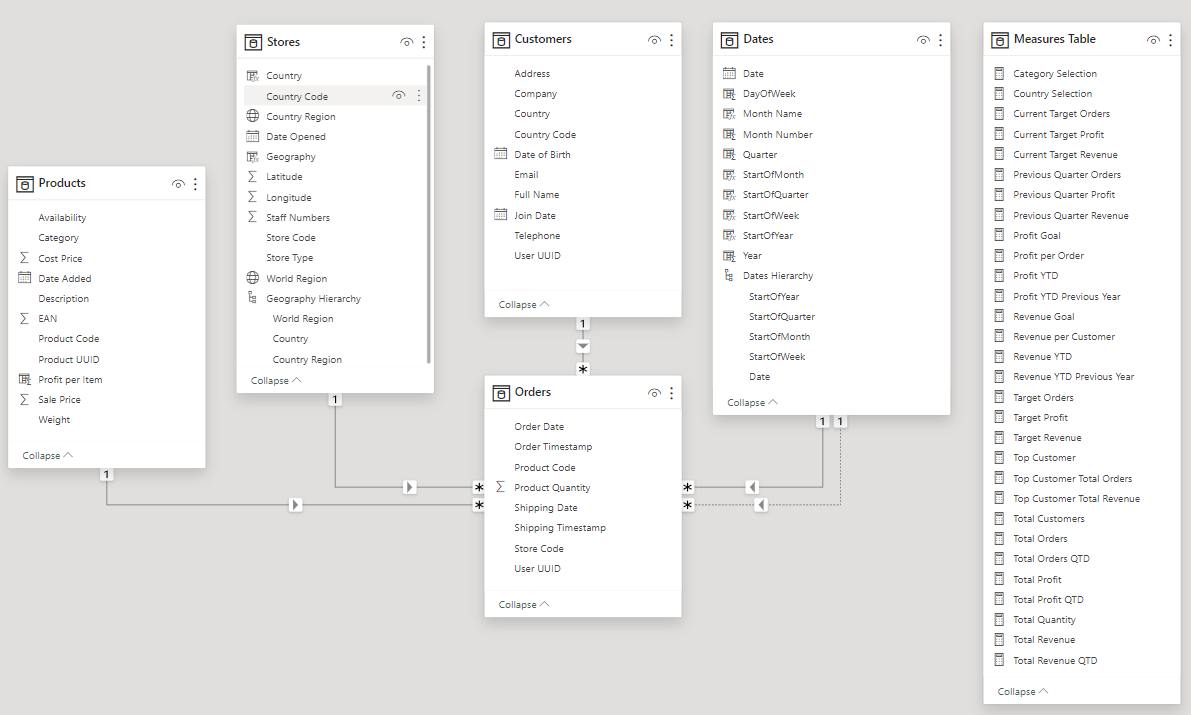 Products
Availability
Category
Cost Price
Date Added
Description
EAN
Product Code
Product UUID
Profit per Item
Sale Price
Weight
Collapse
1
Stores
Country
Country Code
Country Region
Date Opened
Geography
Latitude
Longitude
Staff Numbers
Store Code
Store Type
World Region
Geography Hierarchy
World Region
Country
Country Region
Collapse
1
Customers
Address
Company
Country
Country Code
Date of Birth
Email
Full Name
Join Date
Telephone
User UUID
Collapse
1
*
Orders
Order Date
Order Timestamp
Product Code
Product Quantity
Shipping Date
Shipping Timestamp
Store Code
User UUID
Collapse
*
*
*
*
Dates
Date
DayOfWeek
Month Name
Month Number
Quarter
StartOfMonth
StartOfQuarter
StartOfWeek
StartOfYear
Year
Dates Hierarchy
StartOfYear
StartOfQuarter
StartOfMonth
StartOfWeek
Date
Collapse
1 1
Measures Table
Category Selection
Country Selection
Current Target Orders
Current Target Profit
Current Target Revenue
Previous Quarter Orders
Previous Quarter Profit
Previous Quarter Revenue
Profit Goal
Profit per Order
Profit YTD
Profit YTD Previous Year
Revenue Goal
Revenue per Customer
Revenue YTD
Revenue YTD Previous Year
Target Orders
Target Profit
Target Revenue
Top Customer
Top Customer Total Orders
Top Customer Total Revenue
Total Customers
Total Orders
Total Orders QTD
Total Profit
Total Profit QTD
Total Quantity
Total Revenue
Total Revenue QTD
Collapse